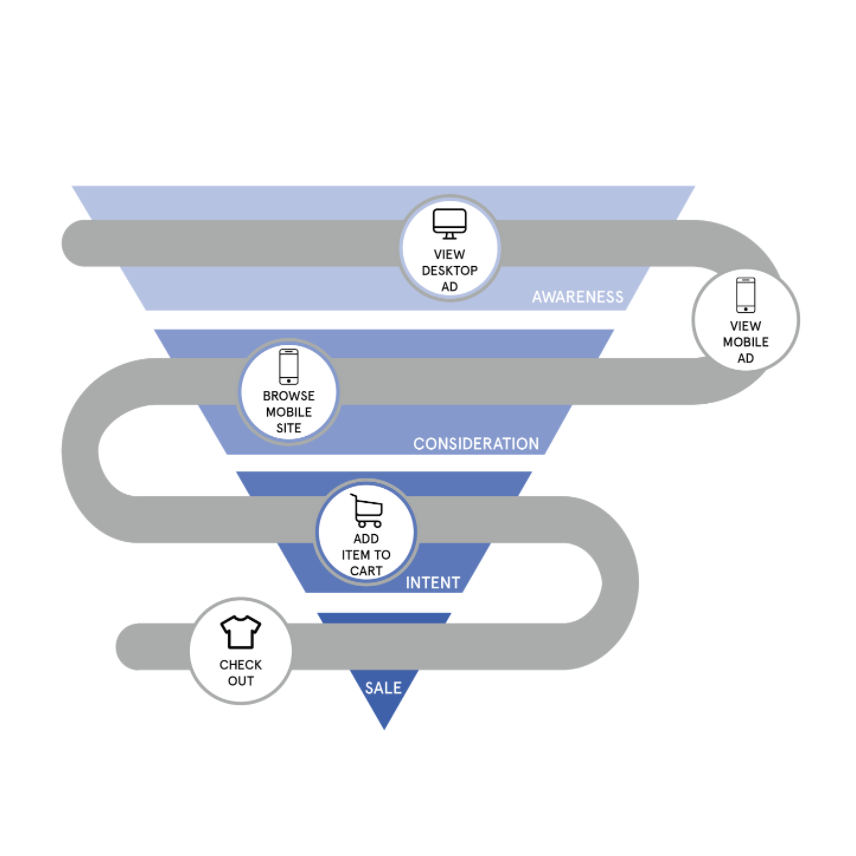 VIEW
DESKTOP
AD
AWARENESS
VIEW
MOBILE
AD
BROWSE
MOBILE
SITE
CONSIDERATION
ADD
ITEM TO
CART
INTENT
CHECK
OUT
SALE